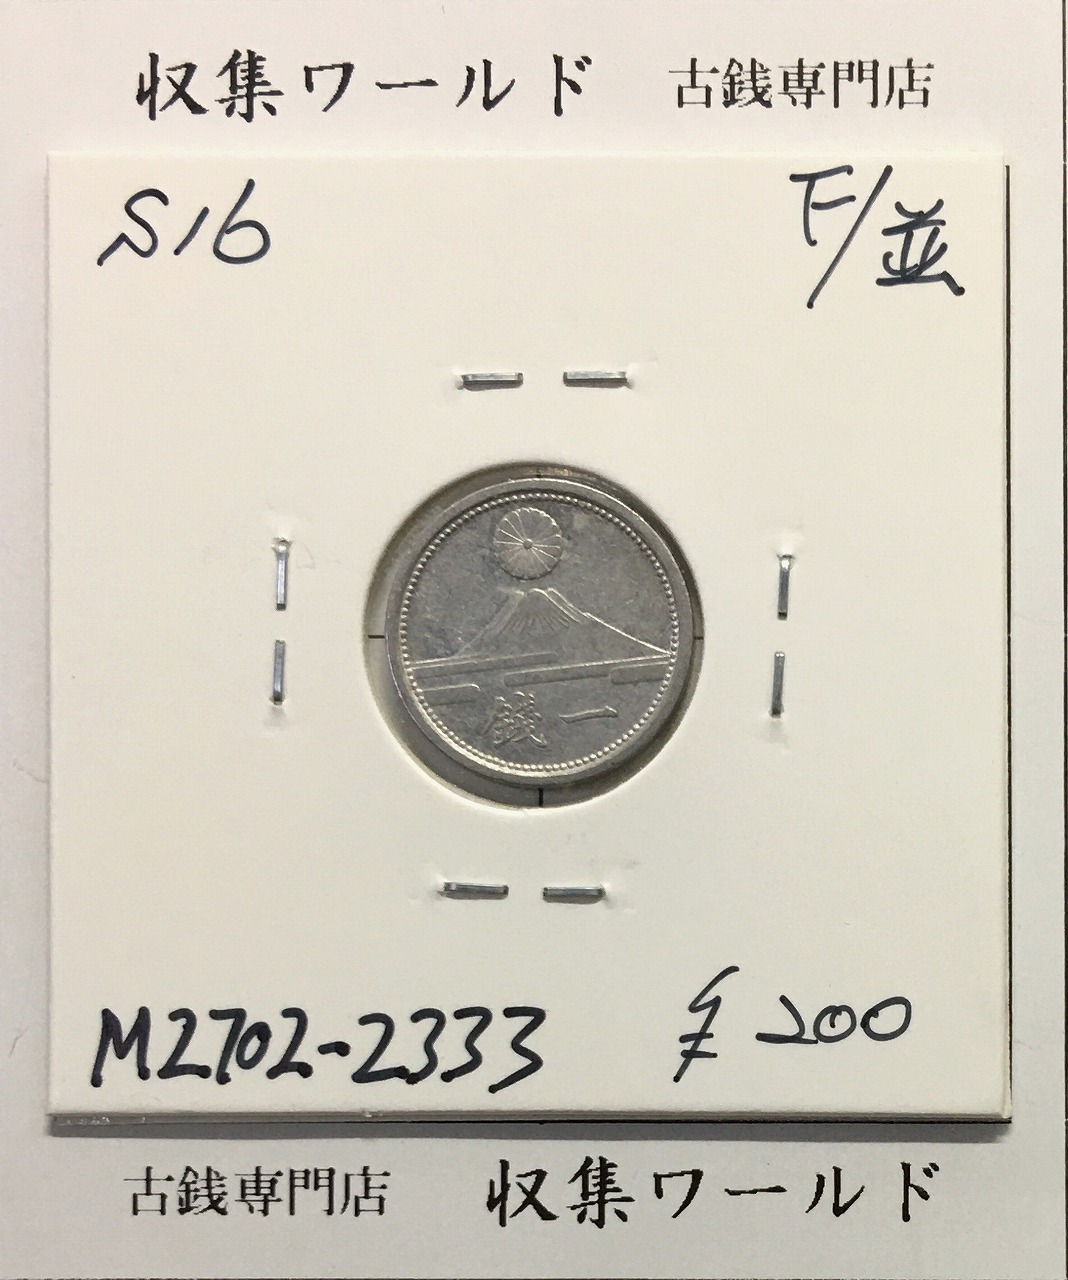 収集ワールド 古銭専門店
S16 F/並
一錢
M2702-2333 ¥200
古銭専門店 収集ワールド